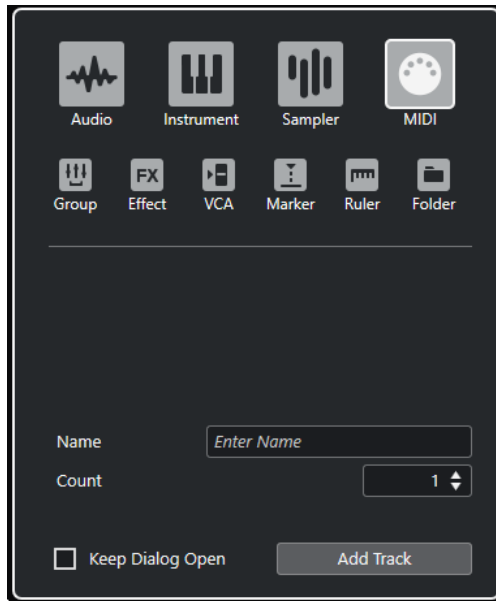 Audio Instrument Sampler MIDI
FX
Group Effect VCA Marker Ruler Folder
Name Enter Name
Count 1
Keep Dialog Open Add Track